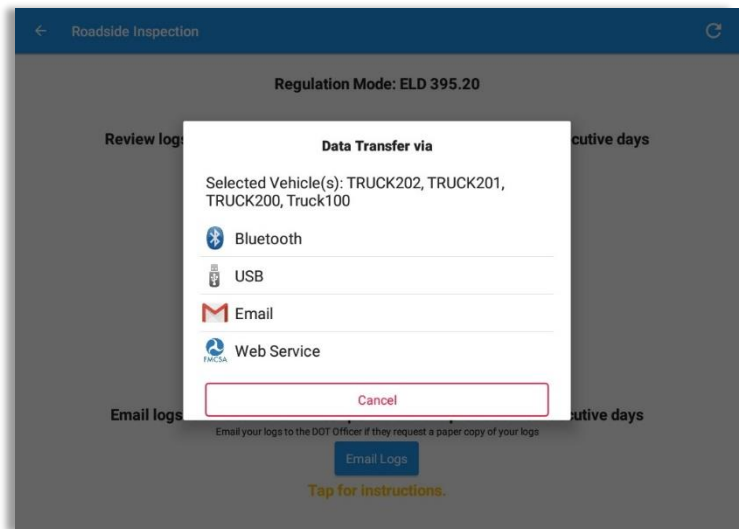 Roadside Inspection
Regulation Mode: ELD 395.20
Review logs
cutive days
Data Transfer via
Selected Vehicle(s): TRUCK202, TRUCK201,
TRUCK200, Truck100
Bluetooth
USB
Email
FMCSA
Web Service
Cancel
Email logs
cutive days
Email your logs to the DOT Officer if they request a paper copy of your logs
Email Logs
Tap for instructions.